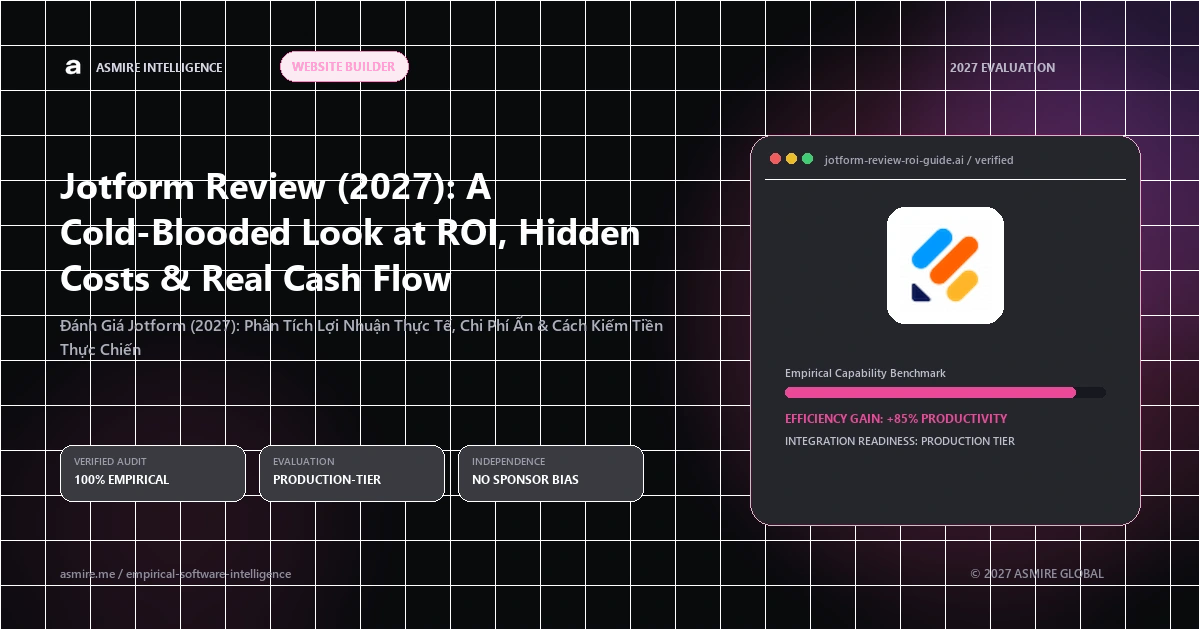 a ASMIRE INTELLIGENCE
WEBSITE BUILDER
2027 EVALUATION
Jotform Review (2027): A
Cold-Blooded Look at ROI, Hidden
Costs & Real Cash Flow
Đánh Giá Jotform (2027): Phân Tích Lợi Nhuận Thực Tế, Chi Phí Ẩn & Cách Kiếm Tiền
Thực Chiến
VERIFIED AUDIT
100% EMPIRICAL
EVALUATION
PRODUCTION-TIER
INDEPENDENCE
NO SPONSOR BIAS
jotform-review-roi-guide.ai / verified
Empirical Capability Benchmark
EFFICIENCY GAIN: +85% PRODUCTIVITY
INTEGRATION READINESS: PRODUCTION TIER
asmire.me / empirical-software-intelligence
© 2027 ASMIRE GLOBAL